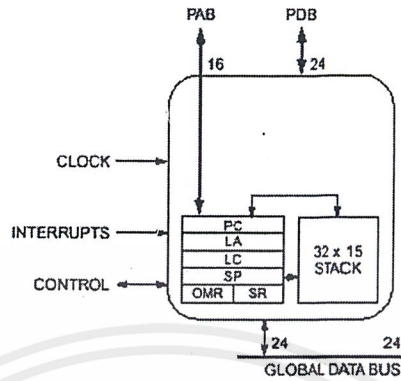 PAB PDB
16 24
CLOCK
INTERRUPTS
CONTROL
PC
LA
LC
SP
OMR SR
32 x 15
STACK
24 24
GLOBAL DATA BUS